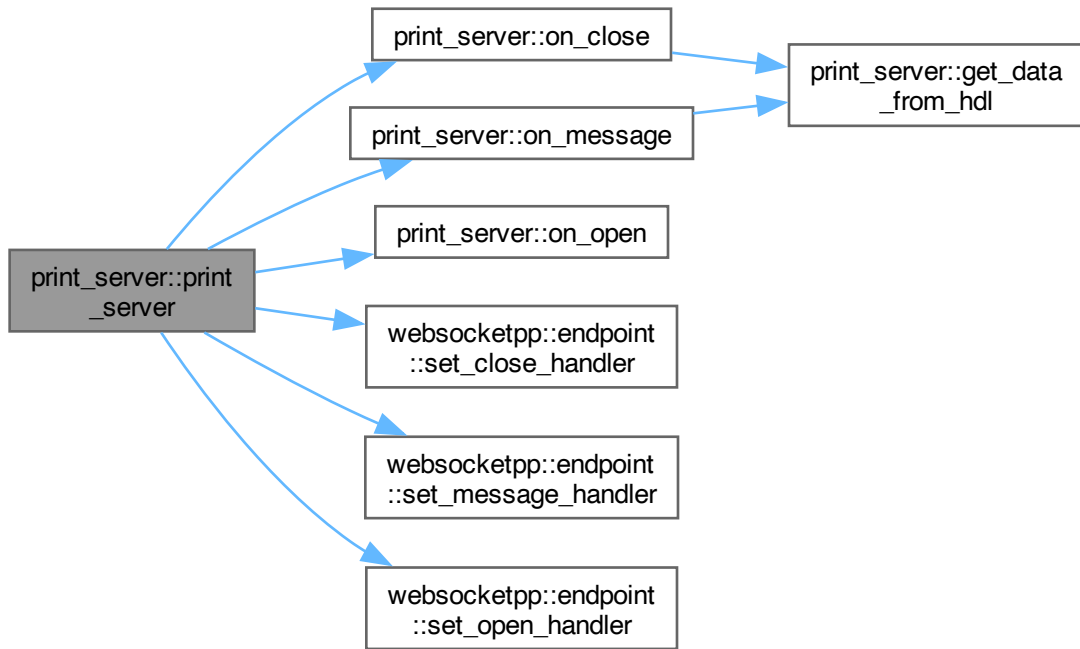 print_server::on_close
print_server::get_data
_from_hdl
print_server::on_message
print_server::on_open
print_server::print
_server
websocketpp::endpoint
::set_close_handler
websocketpp::endpoint
::set_message_handler
websocketpp::endpoint
::set_open_handler